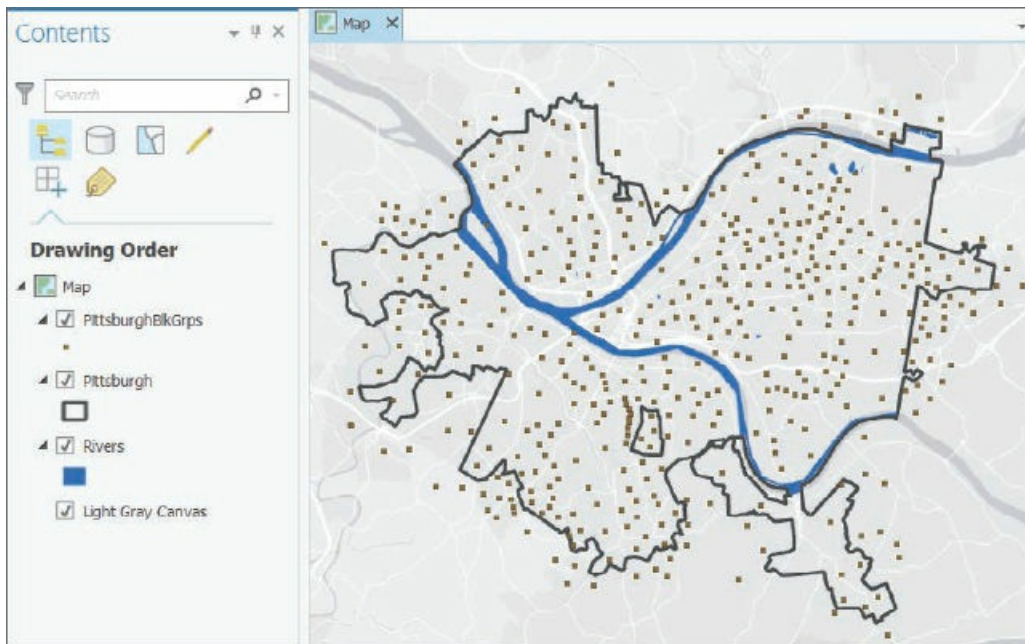 Contents
Map
Search
Drawing Order
Map
PittsburghBlkGrps
Pittsburgh
Rivers
Light Gray Canvas